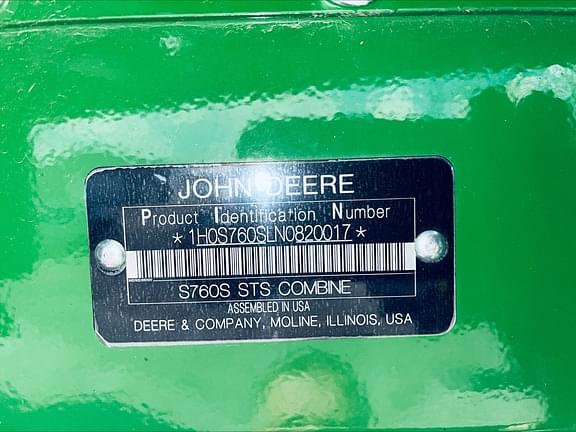 JOHN DEERE
Product Identification Number
*1H0S760SLN0820017*
S760S STS COMBINE
ASSEMBLED IN USA
DEERE & COMPANY, MOLINE, ILLINOIS, USA